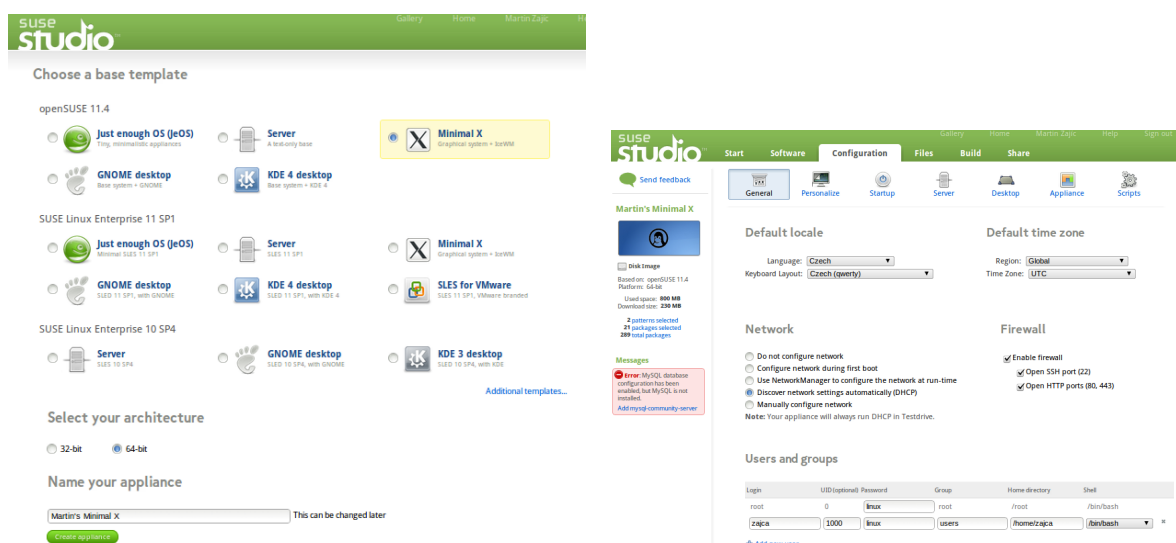 suse studio
Gallery Home Martin Zajic
Choose a base template
openSUSE 11.4
Just enough OS (JeOS)
Tiny, minimalistic appliances
Server
A text-only base
Minimal X
Graphical system + IceWM
GNOME desktop
Base system + GNOME
KDE 4 desktop
Base system + KDE 4
SUSE Linux Enterprise 11 SP1
Just enough OS (JeOS)
Minimal SLES 11 SP1
Server
SLES 11 SP1
Minimal X
Graphical system + IceWM
GNOME desktop
SLED 11 SP1, with GNOME
KDE 4 desktop
SLED 11 SP1, with KDE 4
SLES for VMware
SLES 11 SP1, VMware branded
SUSE Linux Enterprise 10 SP4
Server
SLES 10 SP4
GNOME desktop
SLED 10 SP4, with GNOME
KDE 3 desktop
SLED 10 SP4, with KDE
Additional templates...
Select your architecture
32-bit 64-bit
Name your appliance
Martin's Minimal X This can be changed later
Create appliance
suse studio
Gallery Home Martin Zajic Help Sign out
Start Software Configuration Files Build Share
Send feedback
Martin's Minimal X
Disk Image
Based on: openSUSE 11.4
Platform: 64-bit
Used space: 800 MB
Download size: 230 MB
2 patterns selected
21 packages selected
289 total packages
Messages
Error: MySQL database
configuration has been
enabled, but MySQL is not
installed.
Add mysql-community-server
General Personalize Startup Server Desktop Appliance Scripts
Default locale
Language: Czech
Keyboard Layout: Czech (qwerty)
Default time zone
Region: Global
Time Zone: UTC
Network
Do not configure network
Configure network during first boot
Use NetworkManager to configure the network at run-time
Discover network settings automatically (DHCP)
Manually configure network
Note: Your appliance will always run DHCP in Testdrive.
Firewall
Enable firewall
Open SSH port (22)
Open HTTP ports (80, 443)
Users and groups
Login UID (optional) Password Group Home directory Shell
root 0 linux root /root /bin/bash
zajca 1000 linux users /home/zajca /bin/bash